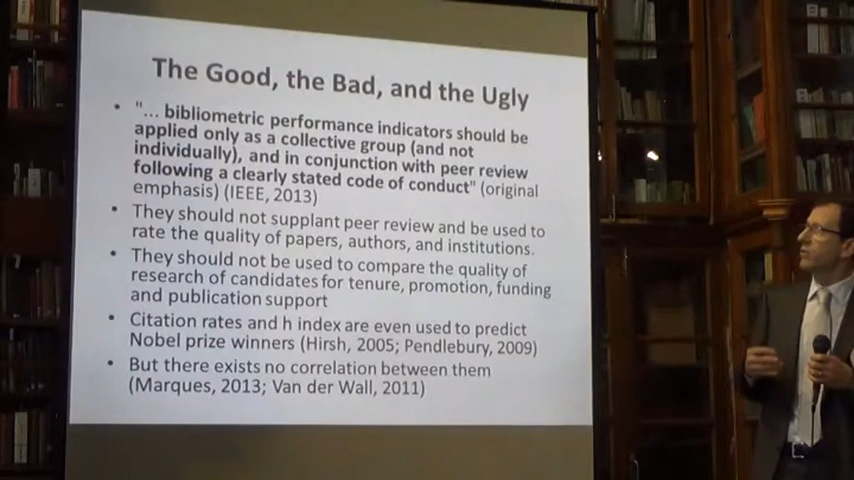 The Good, the Bad, and the Ugly
• "... bibliometric performance indicators should be
applied only as a collective group (and not
individually), and in conjunction with peer review
following a clearly stated code of conduct" (original
emphasis) (IEEE, 2013)
• They should not supplant peer review and be used to
rate the quality of papers, authors, and institutions.
• They should not be used to compare the quality of
research of candidates for tenure, promotion, funding
and publication support
• Citation rates and h index are even used to predict
Nobel prize winners (Hirsh, 2005; Pendlebury, 2009)
• But there exists no correlation between them
(Marques, 2013; Van der Wall, 2011)